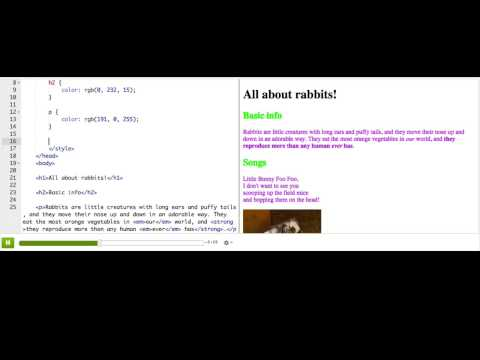 8
h2 {
9
color: rgb(0, 232, 15);
10
}
11
12
p {
13
color: rgb(191, 0, 255);
14
}
15
16
17
</style>
18
</head>
19
<body>
20
21
<h1>All about rabbits!</h1>
22
23
<h2>Basic info</h2>
24
25
<p>Rabbits are little creatures with long ears and puffy tails
, and they move their nose up and down in an adorable way. They
eat the most orange vegetables in <em>our</em> world, and <strong
>they reproduce more than any human <em>ever</em> has</strong>.</p
All about rabbits!
Basic info
Rabbits are little creatures with long ears and puffy tails, and they move their nose up and
down in an adorable way. They eat the most orange vegetables in our world, and they
reproduce more than any human ever has.
Songs
Little Bunny Foo Foo,
I don't want to see you
scooping up the field mice
and bopping them on the head!